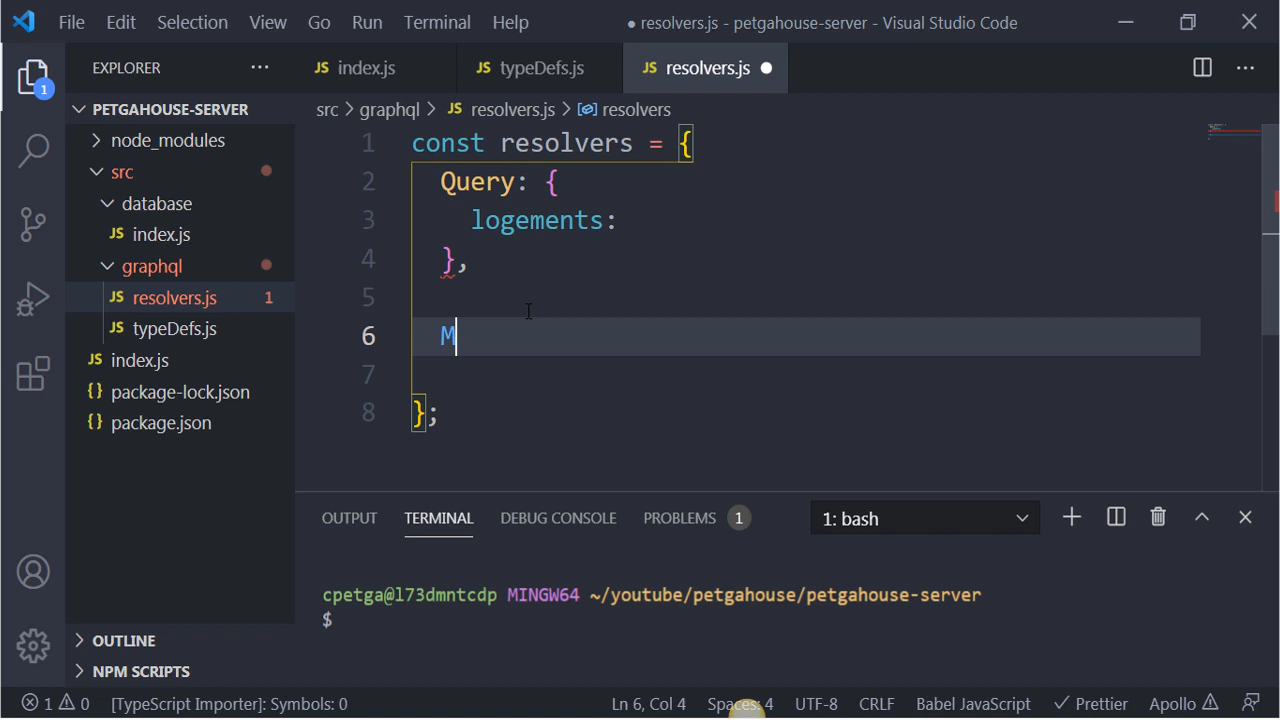 File Edit Selection View Go Run Terminal Help ● resolvers.js - petgahouse-server - Visual Studio Code
EXPLORER ··· JS index.js JS typeDefs.js JS resolvers.js ● ···
PETGAHOUSE-SERVER
src > graphql > JS resolvers.js > resolvers
node_modules
src
database
JS index.js
graphql
JS resolvers.js 1
JS typeDefs.js
JS index.js
{} package-lock.json
{} package.json
OUTLINE
NPM SCRIPTS
1
1 const resolvers = {
2 Query: {
3 logements:
4 },
5
6 M
7
8 };
OUTPUT TERMINAL DEBUG CONSOLE PROBLEMS 1 1: bash
cpetga@l73dmntcdp MINGW64 ~/youtube/petgahouse/petgahouse-server
$
1 0 [TypeScript Importer]: Symbols: 0 Ln 6, Col 4 Spaces: 4 UTF-8 CRLF Babel JavaScript Prettier Apollo